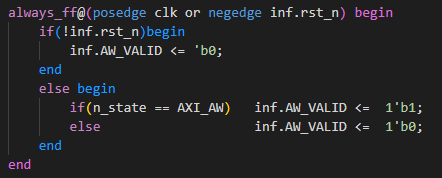 always_ff@(posedge clk or negedge inf.rst_n) begin
    if(!inf.rst_n)begin
        inf.AW_VALID <= 'b0;
    end
    else begin
        if(n_state == AXI_AW)   inf.AW_VALID <=  1'b1;
        else                    inf.AW_VALID <=  1'b0;
    end
end